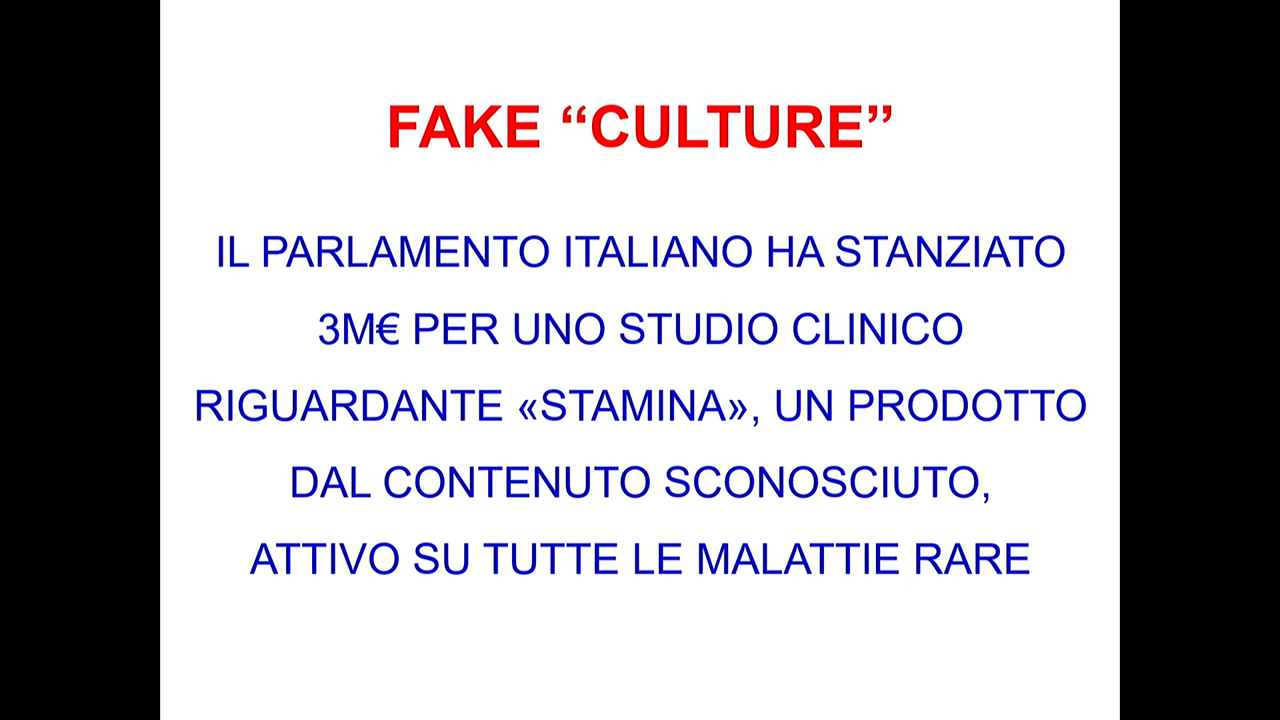 FAKE “CULTURE”
IL PARLAMENTO ITALIANO HA STANZIATO
3M€ PER UNO STUDIO CLINICO
RIGUARDANTE «STAMINA», UN PRODOTTO
DAL CONTENUTO SCONOSCIUTO,
ATTIVO SU TUTTE LE MALATTIE RARE